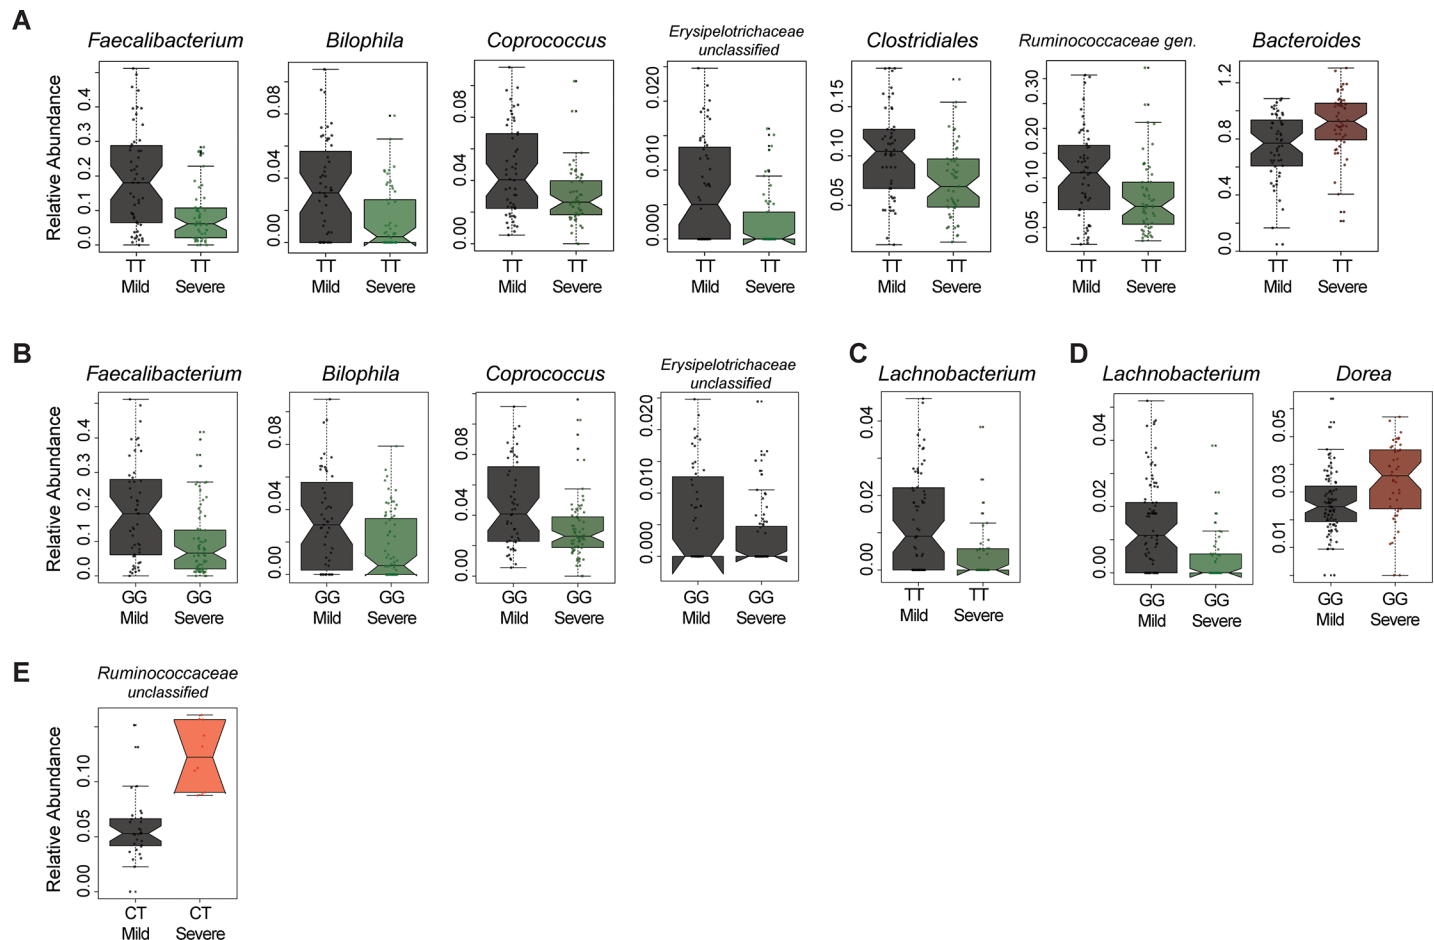 A
Faecalibacterium
Bilophila
Coprococcus
Erysipelotrichaceae
unclassified
Clostridiales
Ruminococcaceae gen.
Bacteroides
Relative Abundance
0.0 0.1 0.2 0.3 0.4
0.00 0.04 0.08
0.00 0.04 0.08
0.000 0.010 0.020
0.05 0.10 0.15
0.05 0.10 0.20 0.30
0.0 0.4 0.8 1.2
TT TT TT TT TT TT TT TT TT TT TT TT TT TT
Mild Severe Mild Severe Mild Severe Mild Severe Mild Severe Mild Severe Mild Severe
B
Faecalibacterium
Bilophila
Coprococcus
Erysipelotrichaceae
unclassified
Relative Abundance
0.0 0.1 0.2 0.3 0.4
0.00 0.04 0.08
0.00 0.04 0.08
0.000 0.010 0.020
GG GG GG GG GG GG GG GG
Mild Severe Mild Severe Mild Severe Mild Severe
C
Lachnobacterium
0.00 0.02 0.04
TT TT
Mild Severe
D
Lachnobacterium
Dorea
0.00 0.02 0.04
0.01 0.03 0.05
GG GG GG GG
Mild Severe Mild Severe
E
Ruminococcaceae
unclassified
Relative Abundance
0.00 0.05 0.10
CT CT
Mild Severe